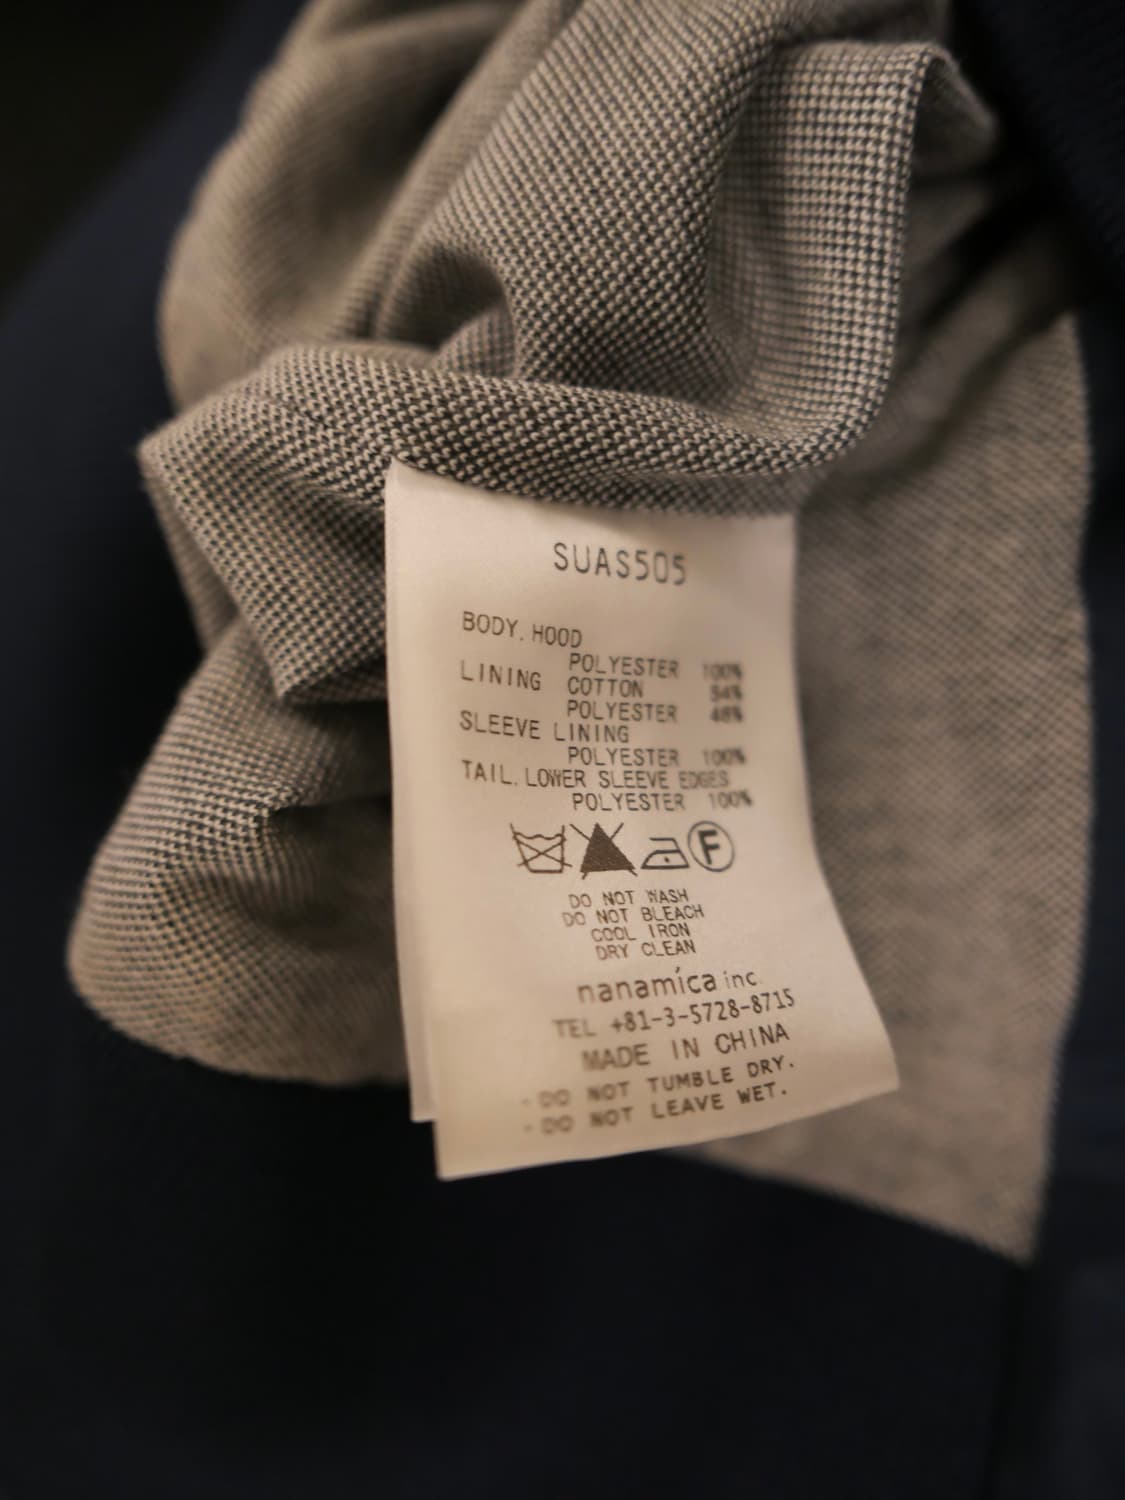 SUAS505
BODY. HOOD
POLYESTER 100%
LINING COTTON 54%
POLYESTER 46%
SLEEVE LINING
POLYESTER 100%
TAIL. LOWER SLEEVE EDGES
POLYESTER 100%
F
DO NOT WASH
DO NOT BLEACH
COOL IRON
DRY CLEAN
nanamíca inc.
TEL +81-3-5728-8715
MADE IN CHINA
-DO NOT TUMBLE DRY.
-DO NOT LEAVE WET.